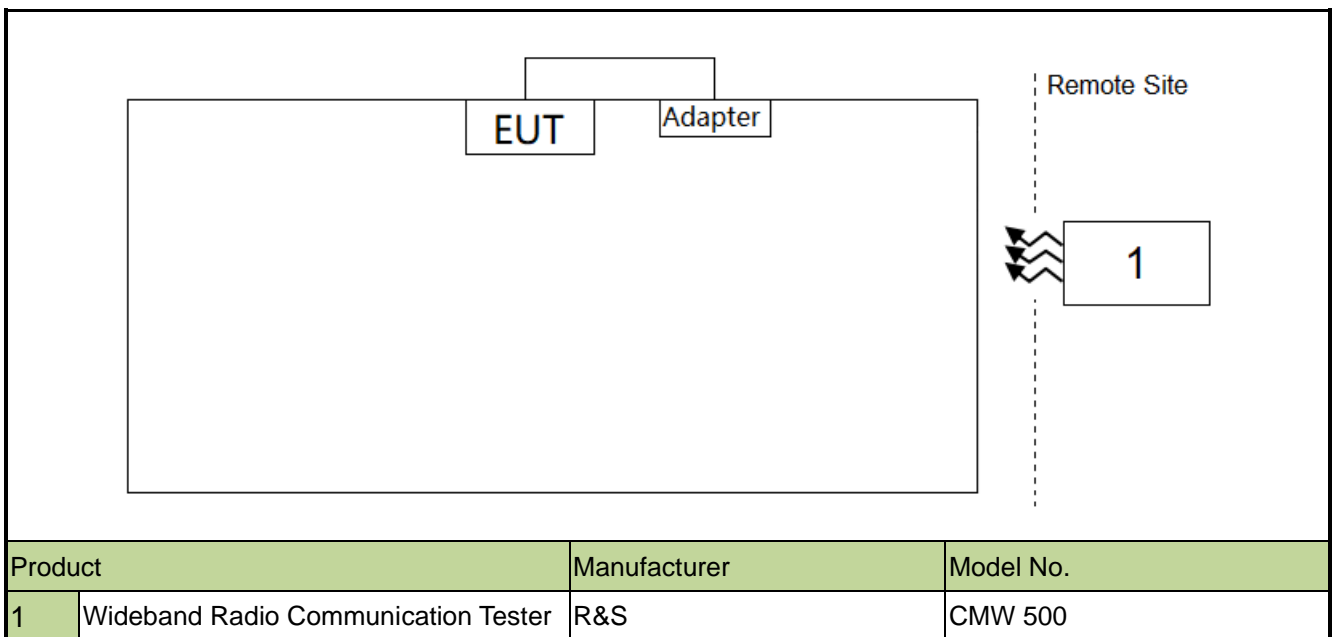 Remote Site
EUT
Adapter
1
Product Manufacturer Model No.
1 Wideband Radio Communication Tester R&S CMW 500